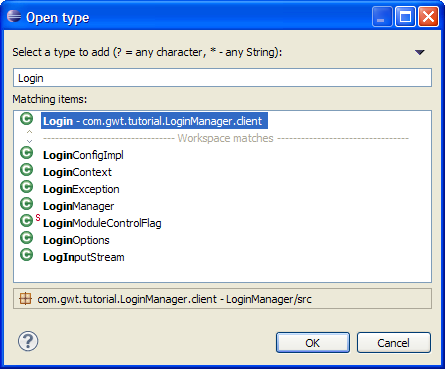 Open type
Select a type to add (? = any character, * - any String):
Login
Matching items:
Login - com.gwt.tutorial.LoginManager.client
Workspace matches
LoginConfigImpl
LoginContext
LoginException
LoginManager
S LoginModuleControlFlag
LoginOptions
LogInputStream
com.gwt.tutorial.LoginManager.client - LoginManager/src
? OK Cancel